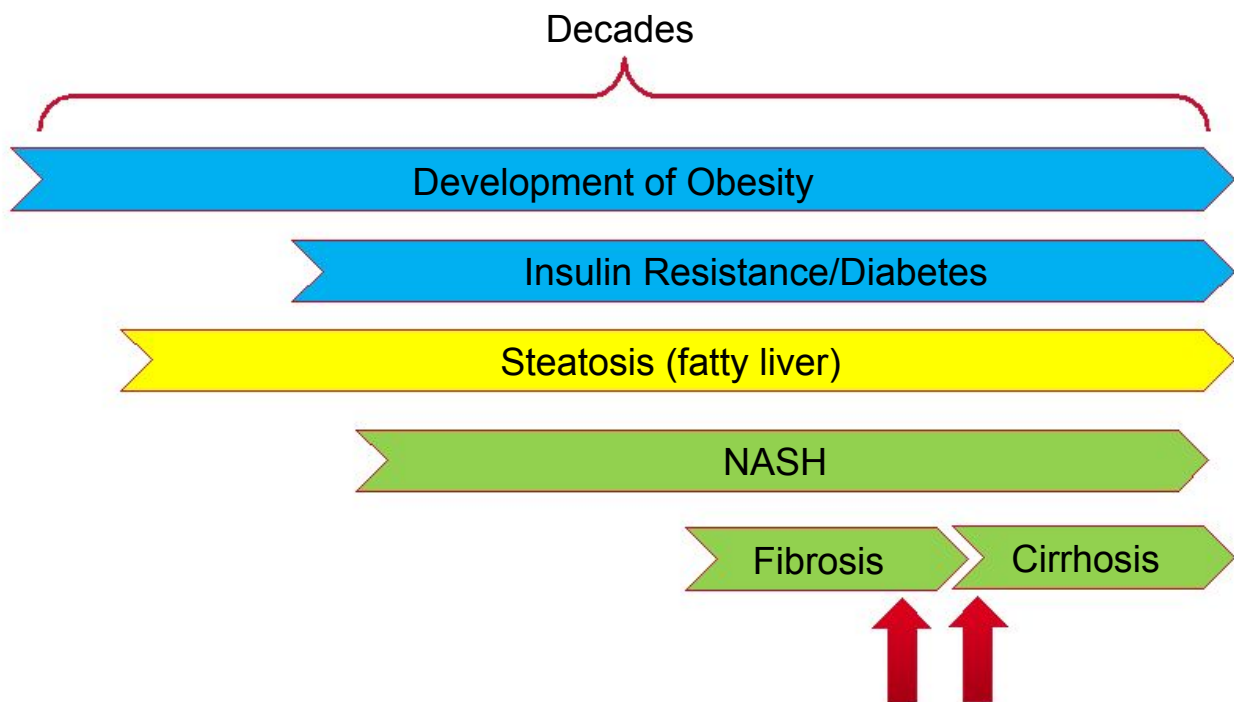 Decades
Development of Obesity
Insulin Resistance/Diabetes
Steatosis (fatty liver)
NASH
Fibrosis
Cirrhosis